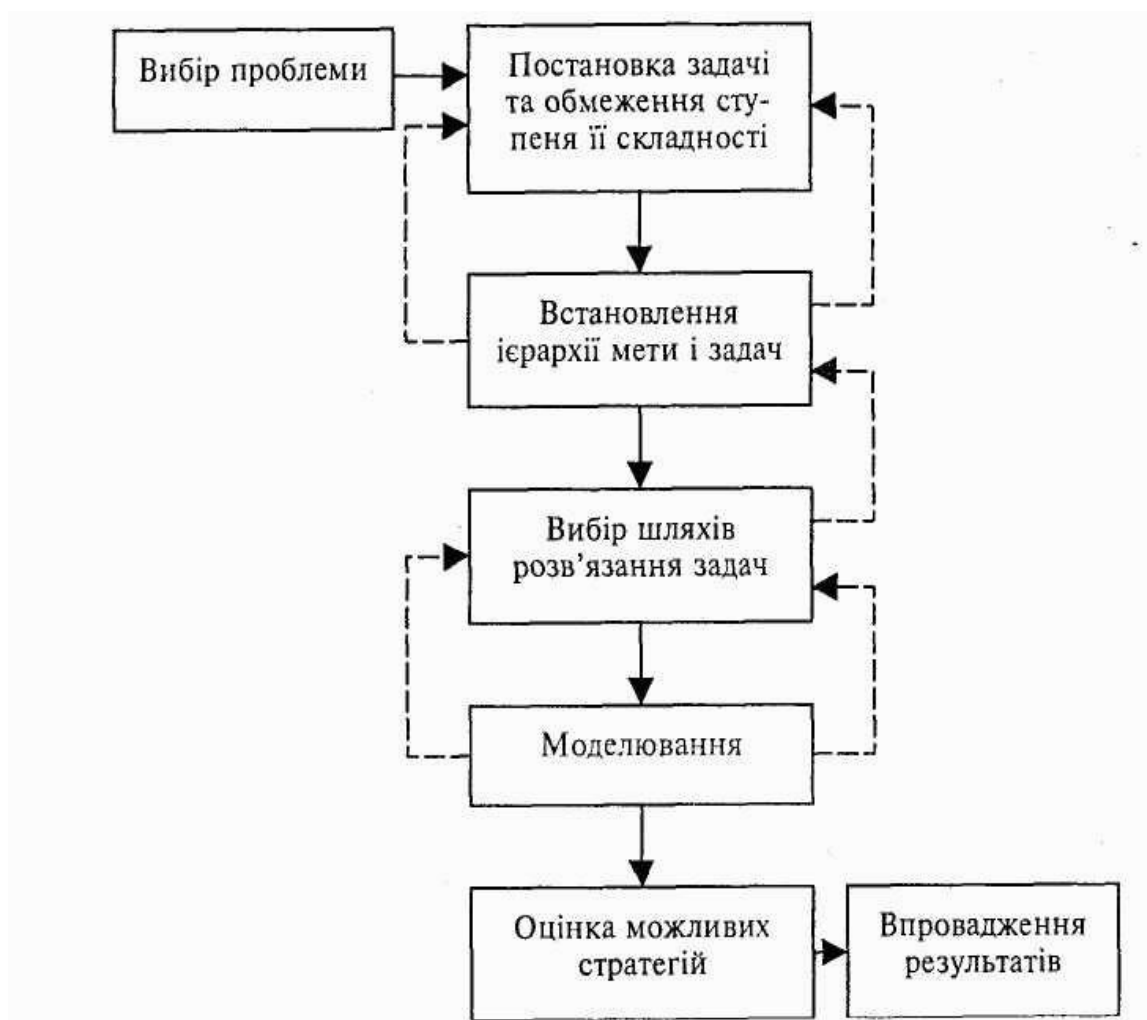 Вибір проблеми
Постановка задачі
та обмеження сту-
пеня її складності
Встановлення
ієрархії мети і задач
Вибір шляхів
розв’язання задач
Моделювання
Оцінка можливих
стратегій
Впровадження
результатів